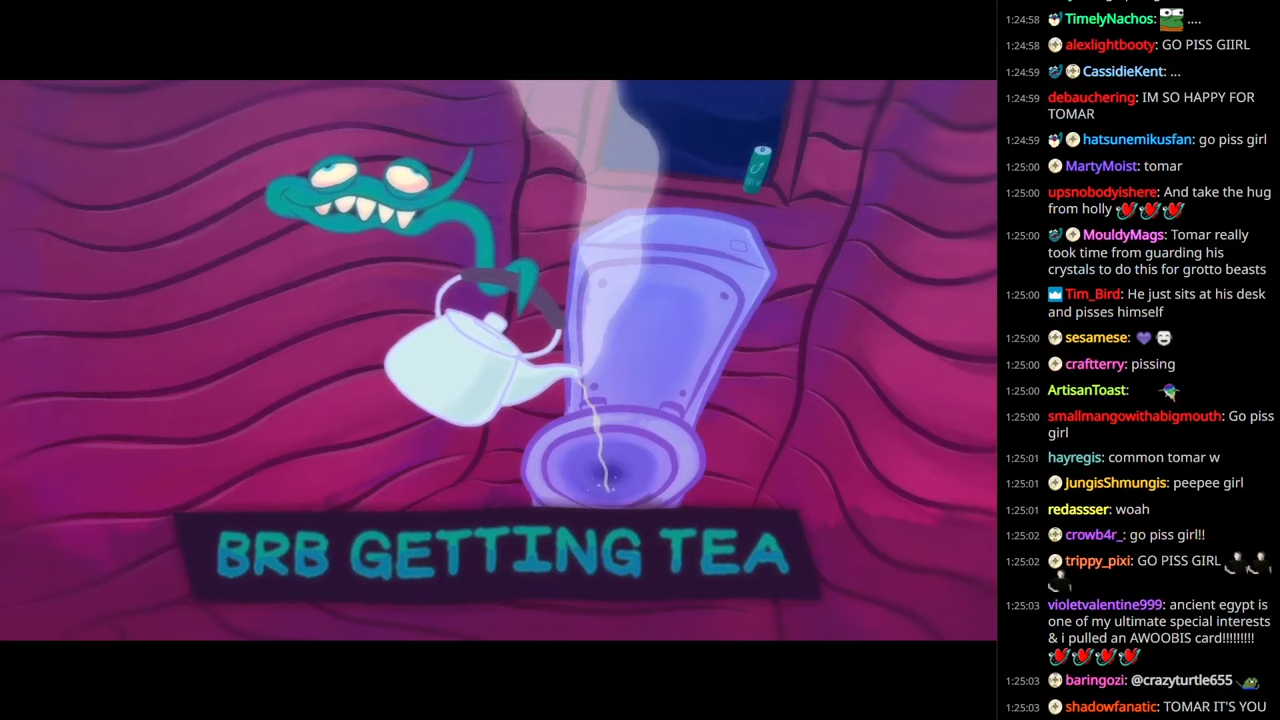 1:24:58 TimelyNachos: ....
1:24:58 alexlightbooty: GO PISS GIIRL
1:24:59 CassidieKent: ...
1:24:59 debauchering: IM SO HAPPY FOR
TOMAR
1:24:59 hatsunemikusfan: go piss girl
1:25:00 MartyMoist: tomar
1:25:00 upsnobodyishere: And take the hug
from holly
1:25:00 MouldyMags: Tomar really
took time from guarding his
crystals to do this for grotto beasts
1:25:00 Tim_Bird: He just sits at his desk
and pisses himself
1:25:00 sesamese:
1:25:00 craftterry: pissing
1:25:00 ArtisanToast:
1:25:00 smallmangowithabigmouth: Go piss
girl
1:25:01 hayregis: common tomar w
1:25:01 JungisShmungis: peepee girl
1:25:01 redassser: woah
1:25:02 crowb4r_: go piss girl!!
1:25:02 trippy_pixi: GO PISS GIRL
1:25:03 violetvalentine999: ancient egypt is
one of my ultimate special interests
& i pulled an AWOOBIS card!!!!!!!!!
1:25:03 baringozi: @crazyturtle655
1:25:03 shadowfanatic: TOMAR IT'S YOU
BRB GETTING TEA